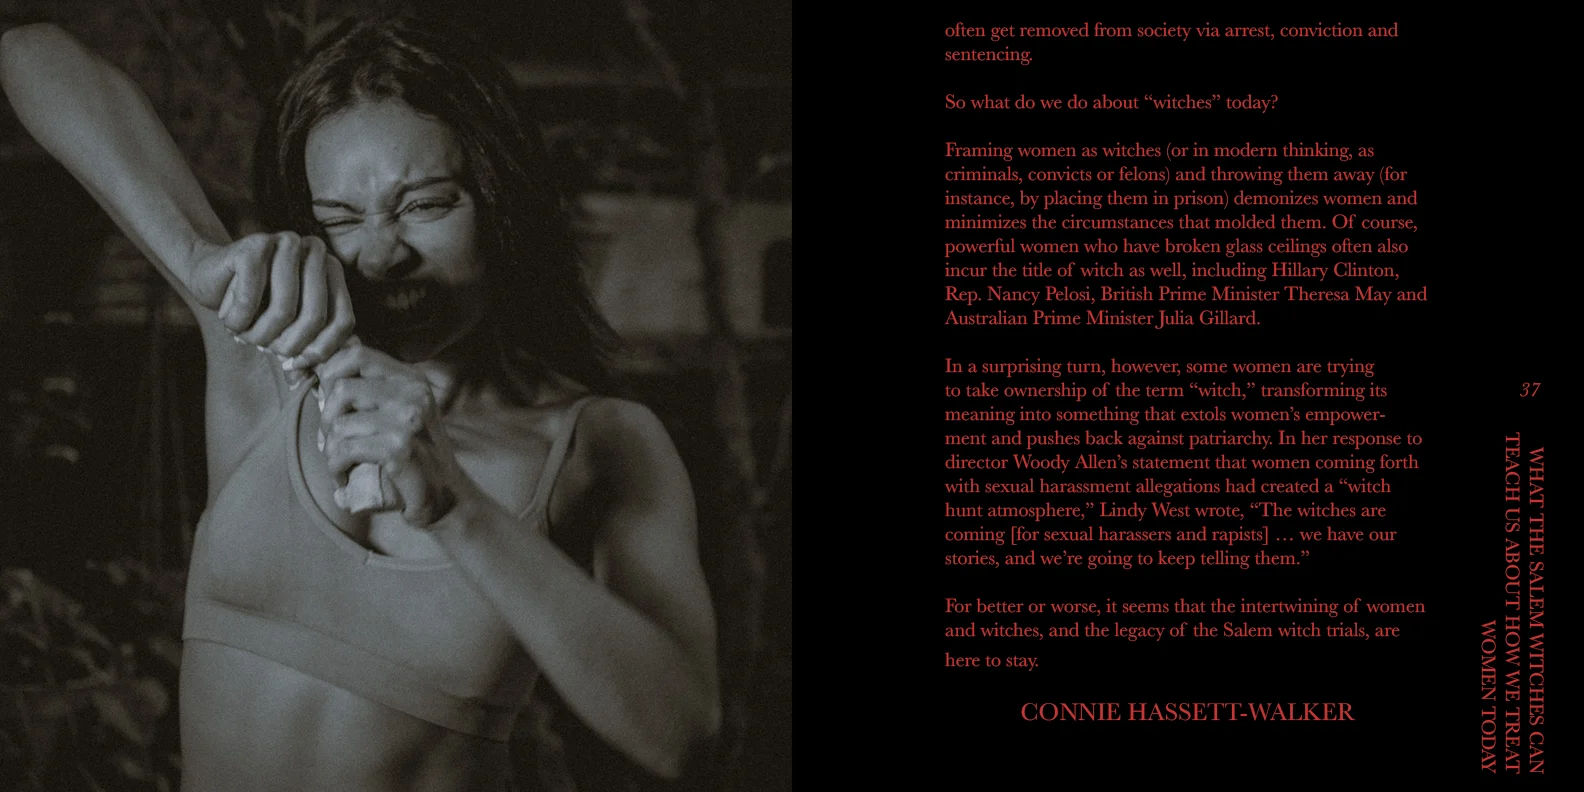 often get removed from society via arrest, conviction and
sentencing.
So what do we do about “witches” today?
Framing women as witches (or in modern thinking, as
criminals, convicts or felons) and throwing them away (for
instance, by placing them in prison) demonizes women and
minimizes the circumstances that molded them. Of course,
powerful women who have broken glass ceilings often also
incur the title of witch as well, including Hillary Clinton,
Rep. Nancy Pelosi, British Prime Minister Theresa May and
Australian Prime Minister Julia Gillard.
In a surprising turn, however, some women are trying
to take ownership of the term “witch,” transforming its
meaning into something that extols women’s empower-
ment and pushes back against patriarchy. In her response to
director Woody Allen’s statement that women coming forth
with sexual harassment allegations had created a “witch
hunt atmosphere,” Lindy West wrote, “The witches are
coming [for sexual harassers and rapists] … we have our
stories, and we’re going to keep telling them.”
For better or worse, it seems that the intertwining of women
and witches, and the legacy of the Salem witch trials, are
here to stay.
CONNIE HASSETT-WALKER
37
WHAT THE SALEM WITCHES CAN
TEACH US ABOUT HOW WE TREAT
WOMEN TODAY